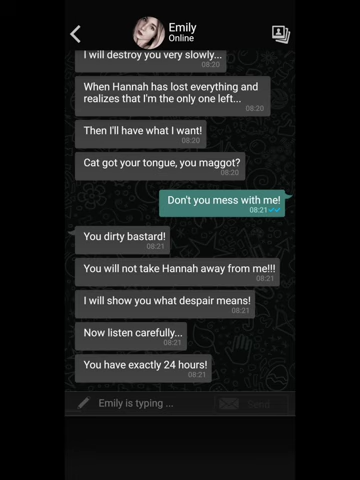 Emily
Online
I will destroy you very slowly...
08:20
When Hannah has lost everything and
realizes that I'm the only one left...
08:20
Then I'll have what I want!
08:20
Cat got your tongue, you maggot?
08:20
Don't you mess with me!
08:21
You dirty bastard!
08:21
You will not take Hannah away from me!!!
08:21
I will show you what despair means!
08:21
Now listen carefully...
08:21
You have exactly 24 hours!
08:21
Emily is typing ...
Send